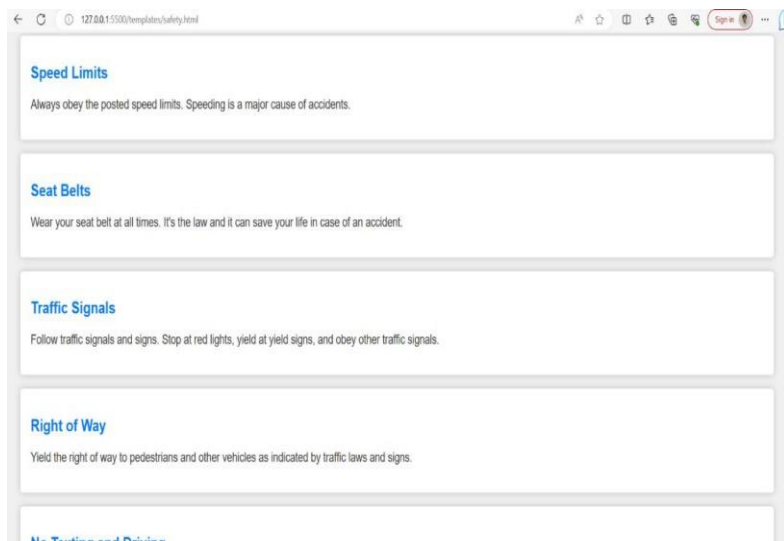 127.0.0.1:5500/templates/safety.html
Sign in
Speed Limits
Always obey the posted speed limits. Speeding is a major cause of accidents.
Seat Belts
Wear your seat belt at all times. It's the law and it can save your life in case of an accident.
Traffic Signals
Follow traffic signals and signs. Stop at red lights, yield at yield signs, and obey other traffic signals.
Right of Way
Yield the right of way to pedestrians and other vehicles as indicated by traffic laws and signs.
No Texting and Driving